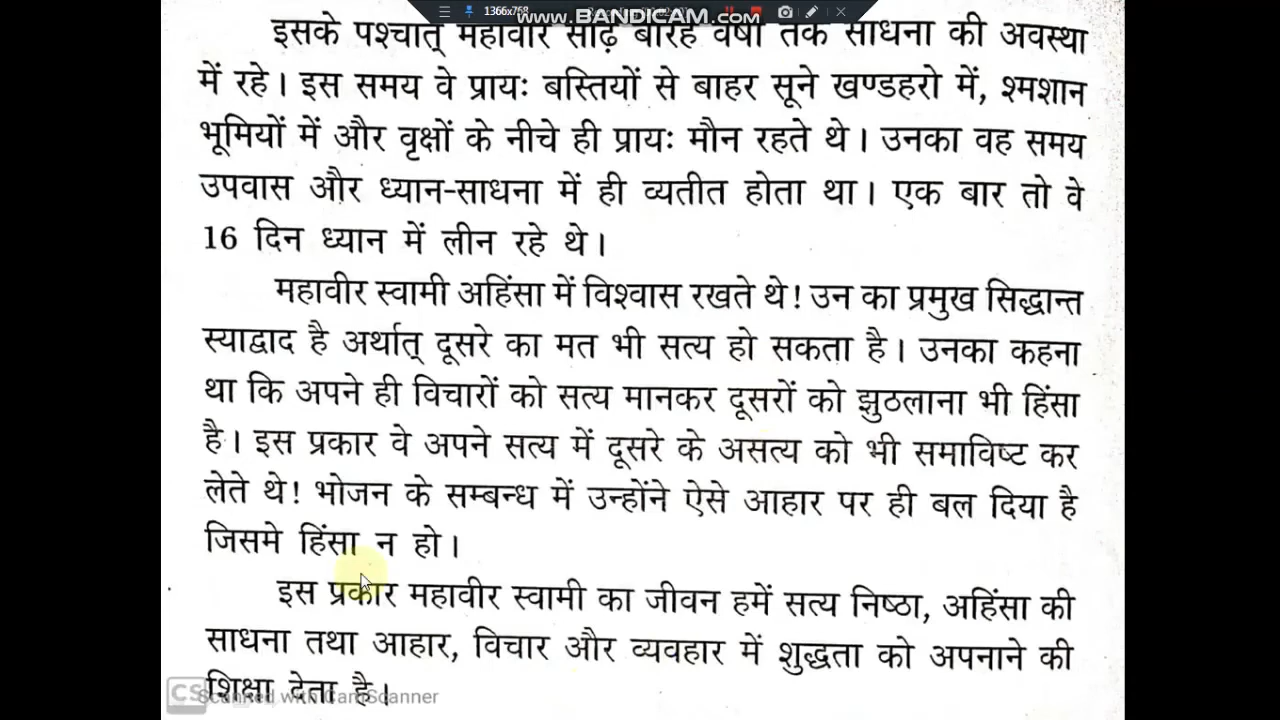 1366x768
www.BANDICAM.com
इसके पश्चात् महावीर साढ़े बारह वर्षों तक साधना की अवस्था
में रहे। इस समय वे प्रायः बस्तियों से बाहर सूने खण्डहरो में, श्मशान
भूमियों में और वृक्षों के नीचे ही प्रायः मौन रहते थे। उनका वह समय
उपवास और ध्यान-साधना में ही व्यतीत होता था। एक बार तो वे
16 दिन ध्यान में लीन रहे थे।
महावीर स्वामी अहिंसा में विश्वास रखते थे! उन का प्रमुख सिद्धान्त
स्याद्वाद है अर्थात् दूसरे का मत भी सत्य हो सकता है। उनका कहना
था कि अपने ही विचारों को सत्य मानकर दूसरों को झुठलाना भी हिंसा
है। इस प्रकार वे अपने सत्य में दूसरे के असत्य को भी समाविष्ट कर
लेते थे! भोजन के सम्बन्ध में उन्होंने ऐसे आहार पर ही बल दिया है
जिसमे हिंसा न हो।
इस प्रकार महावीर स्वामी का जीवन हमें सत्य निष्ठा, अहिंसा की
साधना तथा आहार, विचार और व्यवहार में शुद्धता को अपनाने की
शिक्षा देता है।
CS Scanned with CamScanner